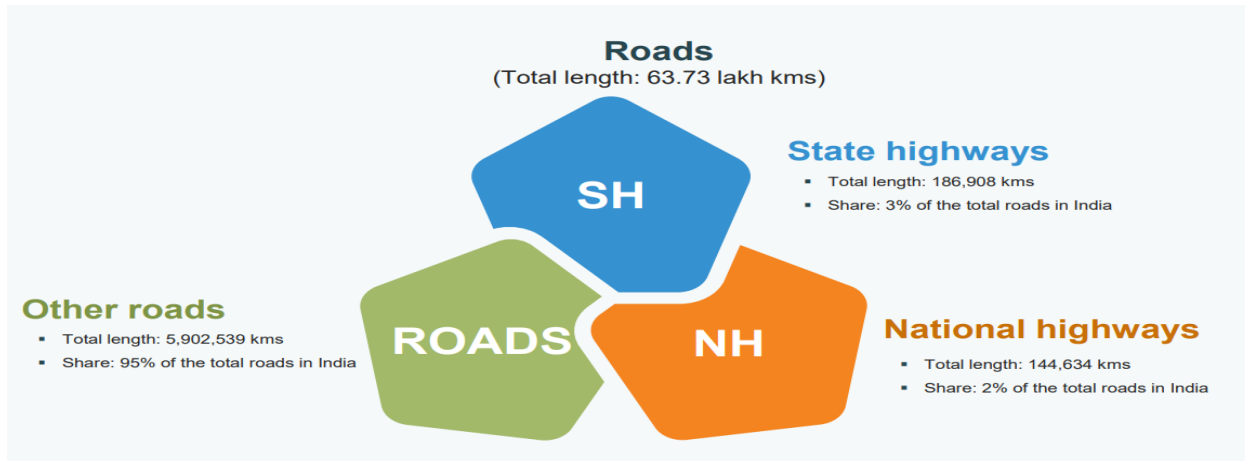 Roads
(Total length: 63.73 lakh kms)
SH
State highways
▪ Total length: 186,908 kms
▪ Share: 3% of the total roads in India
Other roads
▪ Total length: 5,902,539 kms
▪ Share: 95% of the total roads in India
ROADS
NH
National highways
▪ Total length: 144,634 kms
▪ Share: 2% of the total roads in India